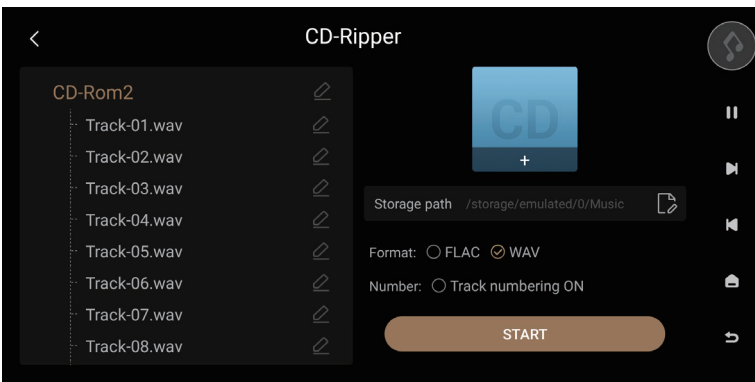 CD-Ripper
CD-Rom2
Track-01.wav
Track-02.wav
Track-03.wav
Track-04.wav
Track-05.wav
Track-06.wav
Track-07.wav
Track-08.wav
CD
+
Storage path /storage/emulated/0/Music
Format: FLAC WAV
Number: Track numbering ON
START